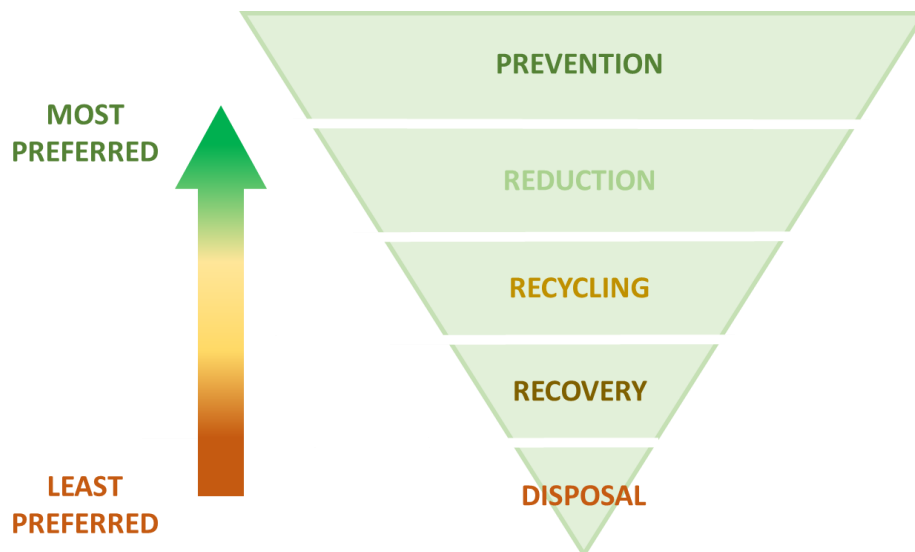 PREVENTION
MOST
PREFERRED
REDUCTION
RECYCLING
RECOVERY
LEAST
PREFERRED
DISPOSAL